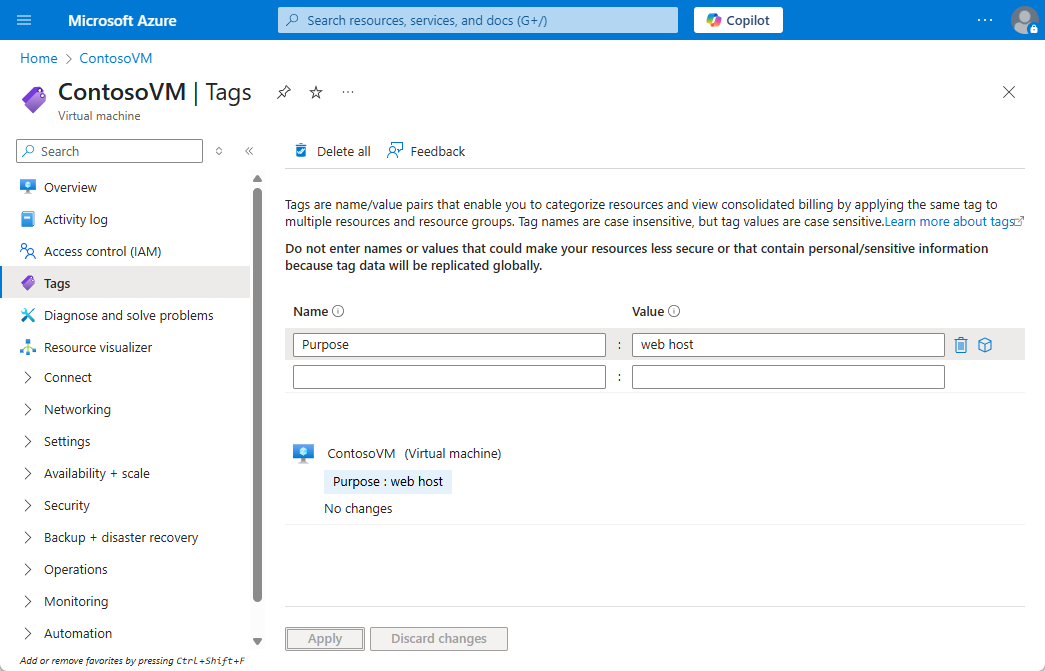 Microsoft Azure
Search resources, services, and docs (G+/)
Copilot
Home > ContosoVM
ContosoVM | Tags
Virtual machine
Search
Overview
Activity log
Access control (IAM)
Tags
Diagnose and solve problems
Resource visualizer
Connect
Networking
Settings
Availability + scale
Security
Backup + disaster recovery
Operations
Monitoring
Automation
Add or remove favorites by pressing Ctrl+Shift+F
Delete all
Feedback
Tags are name/value pairs that enable you to categorize resources and view consolidated billing by applying the same tag to
multiple resources and resource groups. Tag names are case insensitive, but tag values are case sensitive.Learn more about tags
Do not enter names or values that could make your resources less secure or that contain personal/sensitive information
because tag data will be replicated globally.
Name Value
Purpose : web host
:
ContosoVM (Virtual machine)
Purpose : web host
No changes
Apply
Discard changes